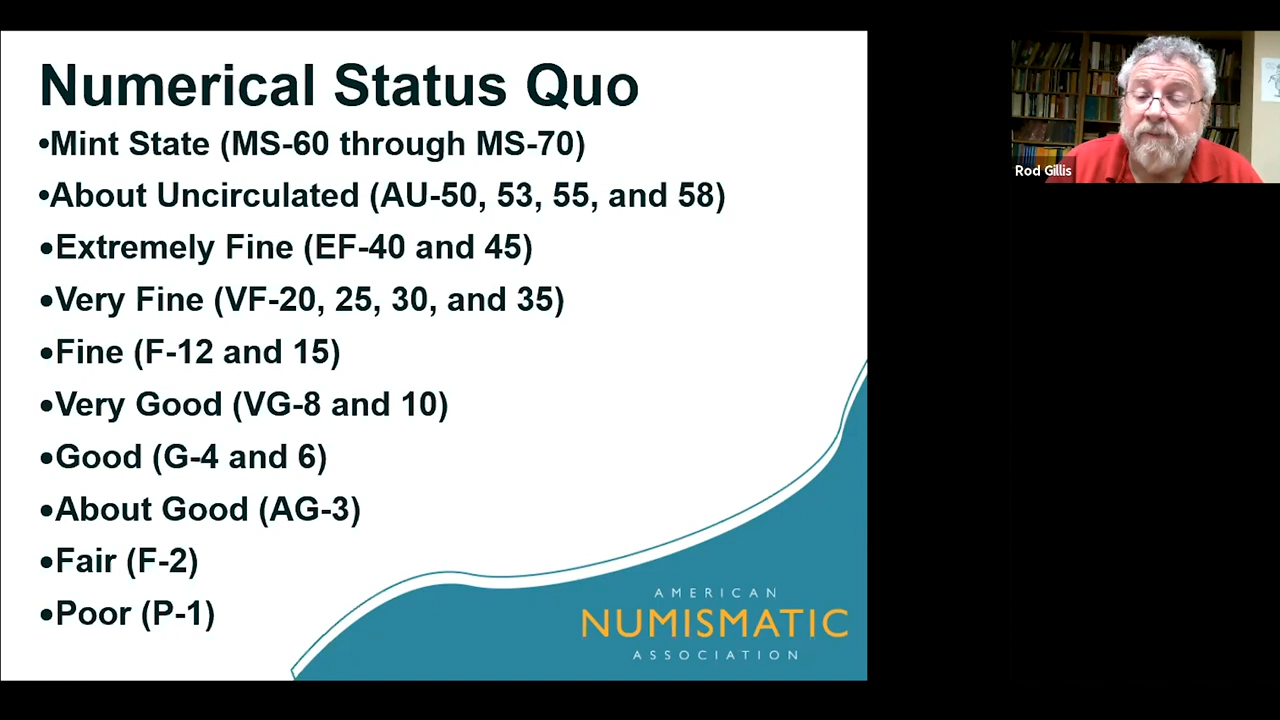 Numerical Status Quo
•Mint State (MS-60 through MS-70)
•About Uncirculated (AU-50, 53, 55, and 58)
•Extremely Fine (EF-40 and 45)
•Very Fine (VF-20, 25, 30, and 35)
•Fine (F-12 and 15)
•Very Good (VG-8 and 10)
•Good (G-4 and 6)
•About Good (AG-3)
•Fair (F-2)
•Poor (P-1)
AMERICAN
NUMISMATIC
ASSOCIATION
Rod Gillis